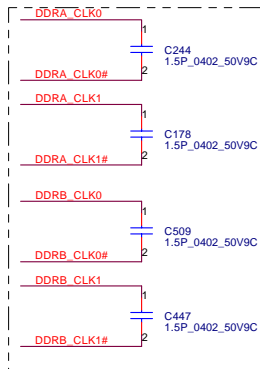 DDRA_CLK0
1
C244
1.5P_0402_50V9C
2
DDRA_CLK0#
DDRA_CLK1
1
C178
1.5P_0402_50V9C
2
DDRA_CLK1#
DDRB_CLK0
1
C509
1.5P_0402_50V9C
2
DDRB_CLK0#
DDRB_CLK1
1
C447
1.5P_0402_50V9C
2
DDRB_CLK1#